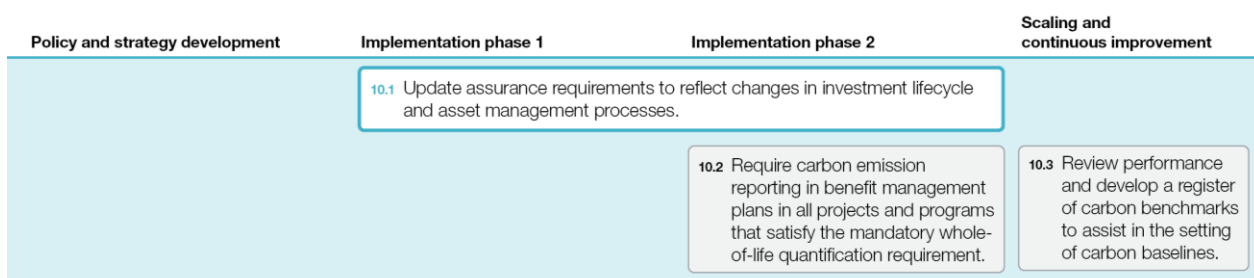 Policy and strategy development
Implementation phase 1
Implementation phase 2
Scaling and
continuous improvement
10.1 Update assurance requirements to reflect changes in investment lifecycle
and asset management processes.
10.2 Require carbon emission
reporting in benefit management
plans in all projects and programs
that satisfy the mandatory whole-
of-life quantification requirement.
10.3 Review performance
and develop a register
of carbon benchmarks
to assist in the setting
of carbon baselines.